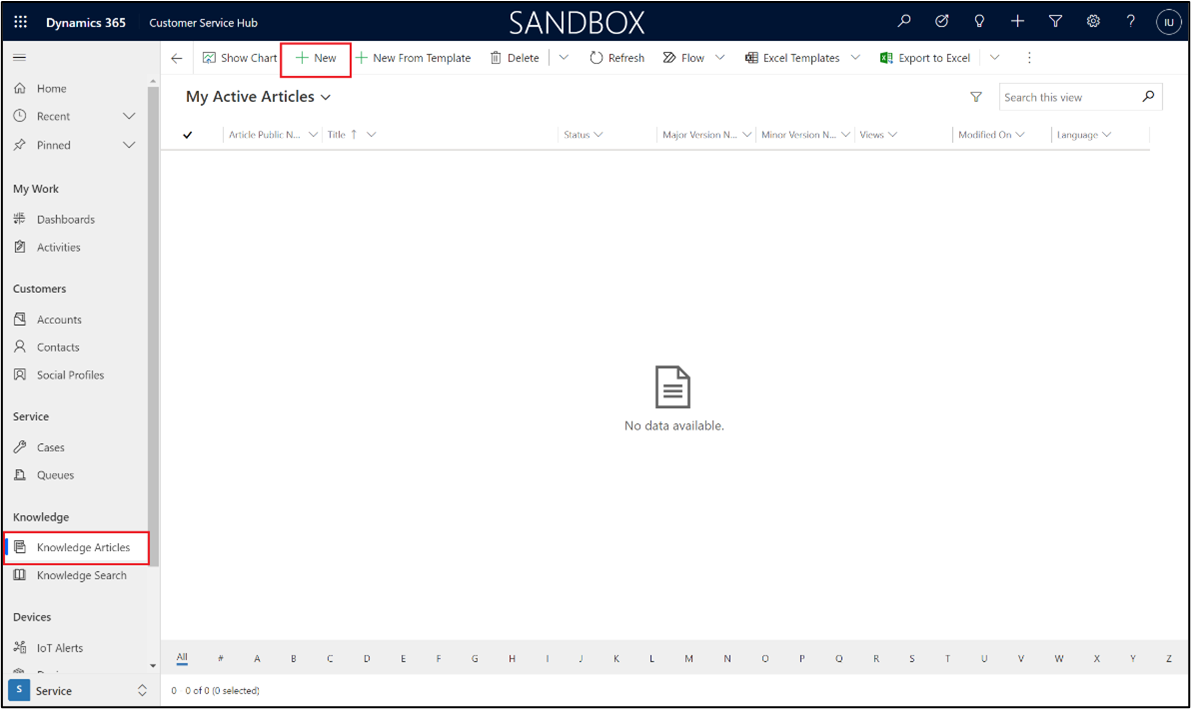 Dynamics 365 Customer Service Hub SANDBOX ? IU
Show Chart New New From Template Delete Refresh Flow Excel Templates Export to Excel
Home
Recent
Pinned
My Work
Dashboards
Activities
Customers
Accounts
Contacts
Social Profiles
Service
Cases
Queues
Knowledge
Knowledge Articles
Knowledge Search
Devices
IoT Alerts
S Service
My Active Articles
Search this view
Article Public N... Title Status Major Version N... Minor Version N... Views Modified On Language
No data available.
All # A B C D E F G H I J K L M N O P Q R S T U V W X Y Z
0 0 of 0 (0 selected)